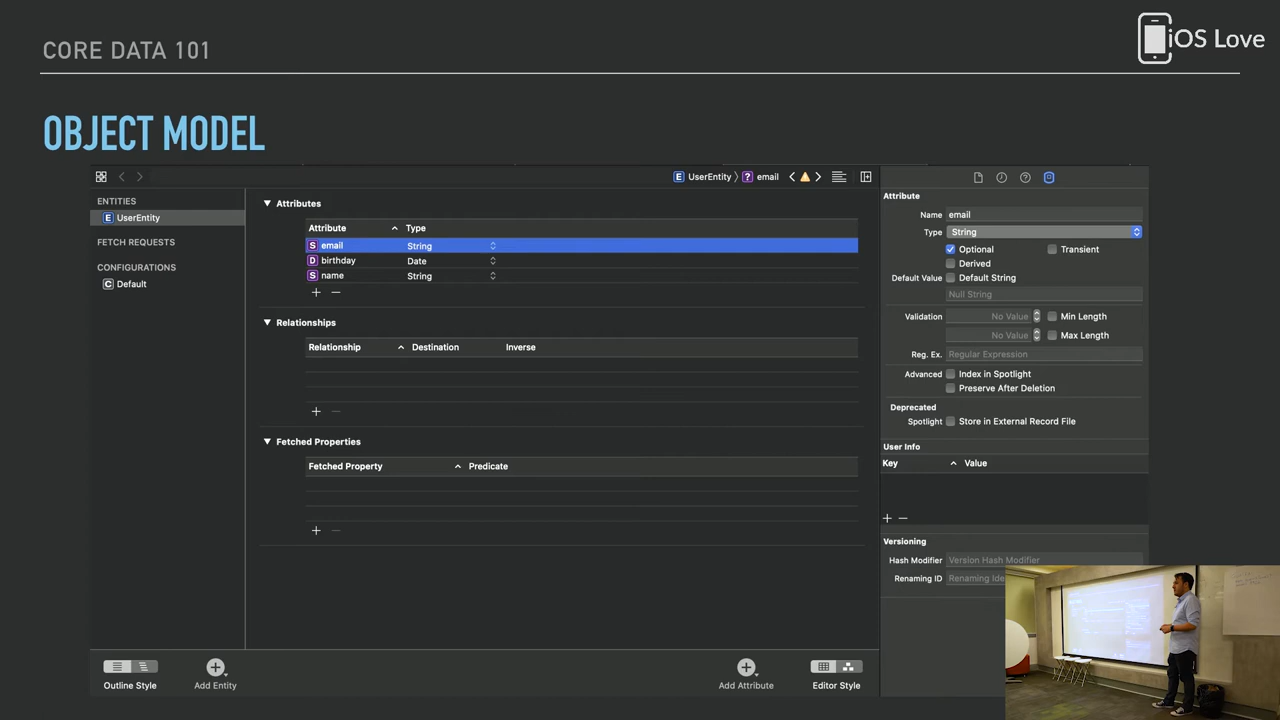 CORE DATA 101
iOS Love
OBJECT MODEL
E UserEntity > ? email
ENTITIES
E UserEntity
FETCH REQUESTS
CONFIGURATIONS
C Default
Attributes
Attribute Type
S email String
D birthday Date
S name String
+ −
Relationships
Relationship Destination Inverse
+ −
Fetched Properties
Fetched Property Predicate
+ −
Outline Style
Add Entity
Add Attribute
Editor Style
Attribute
Name email
Type String
Optional Transient
Derived
Default Value Default String
Null String
Validation No Value Min Length
No Value Max Length
Reg. Ex. Regular Expression
Advanced Index in Spotlight
Preserve After Deletion
Deprecated
Spotlight Store in External Record File
User Info
Key Value
+ −
Versioning
Hash Modifier Version Hash Modifier
Renaming ID Renaming Ide